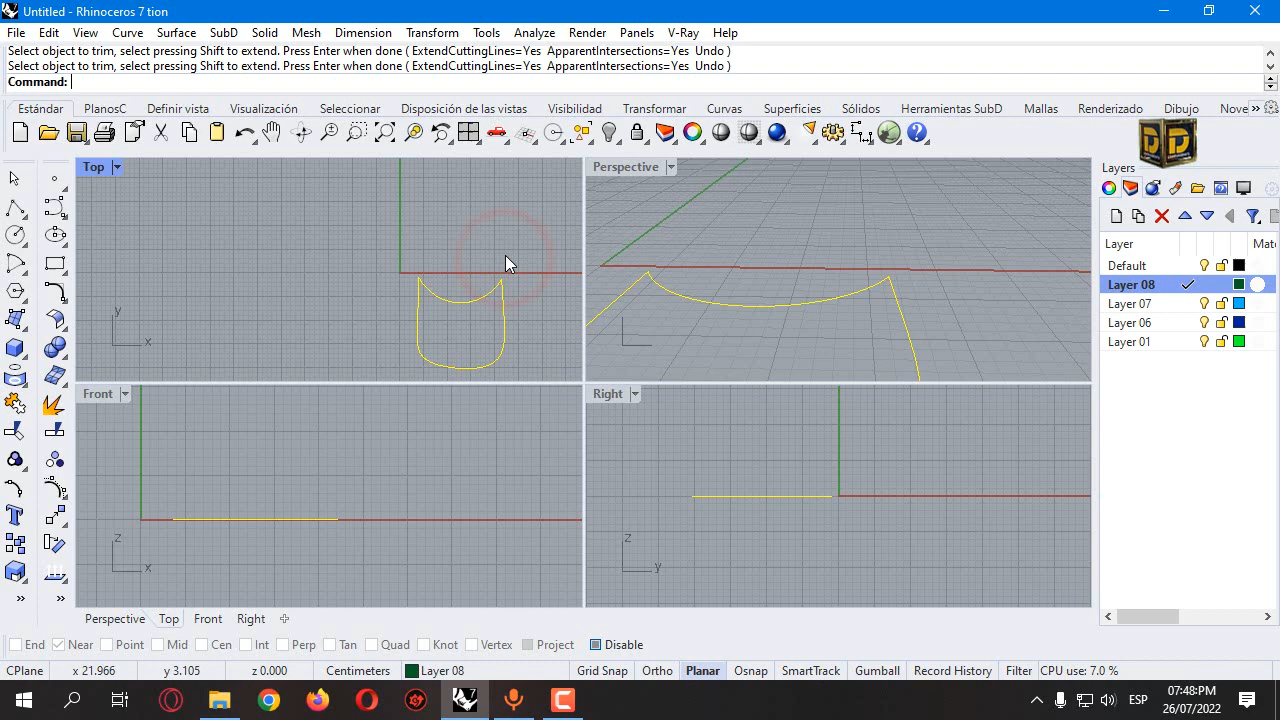 Untitled - Rhinoceros 7 tion
File Edit View Curve Surface SubD Solid Mesh Dimension Transform Tools Analyze Render Panels V-Ray Help
Select object to trim, select pressing Shift to extend. Press Enter when done ( ExtendCuttingLines=Yes ApparentIntersections=Yes Undo )
Select object to trim, select pressing Shift to extend. Press Enter when done ( ExtendCuttingLines=Yes ApparentIntersections=Yes Undo )
Command:
Estándar PlanosC Definir vista Visualización Seleccionar Disposición de las vistas Visibilidad Transformar Curvas Superficies Sólidos Herramientas SubD Mallas Renderizado Dibujo Nove »
Top Perspective Layers
Layer Mate
Default
Layer 08
Layer 07
Layer 06
Layer 01
y
x
Front Right
z
x
z
y
Perspective Top Front Right
End Near Point Mid Cen Int Perp Tan Quad Knot Vertex Project Disable
CPlane x 21.966 y 3.105 z 0.000 Centimeters Layer 08 Grid Snap Ortho Planar Osnap SmartTrack Gumball Record History Filter CPU use: 7.0 %
ESP
07:48:PM
26/07/2022